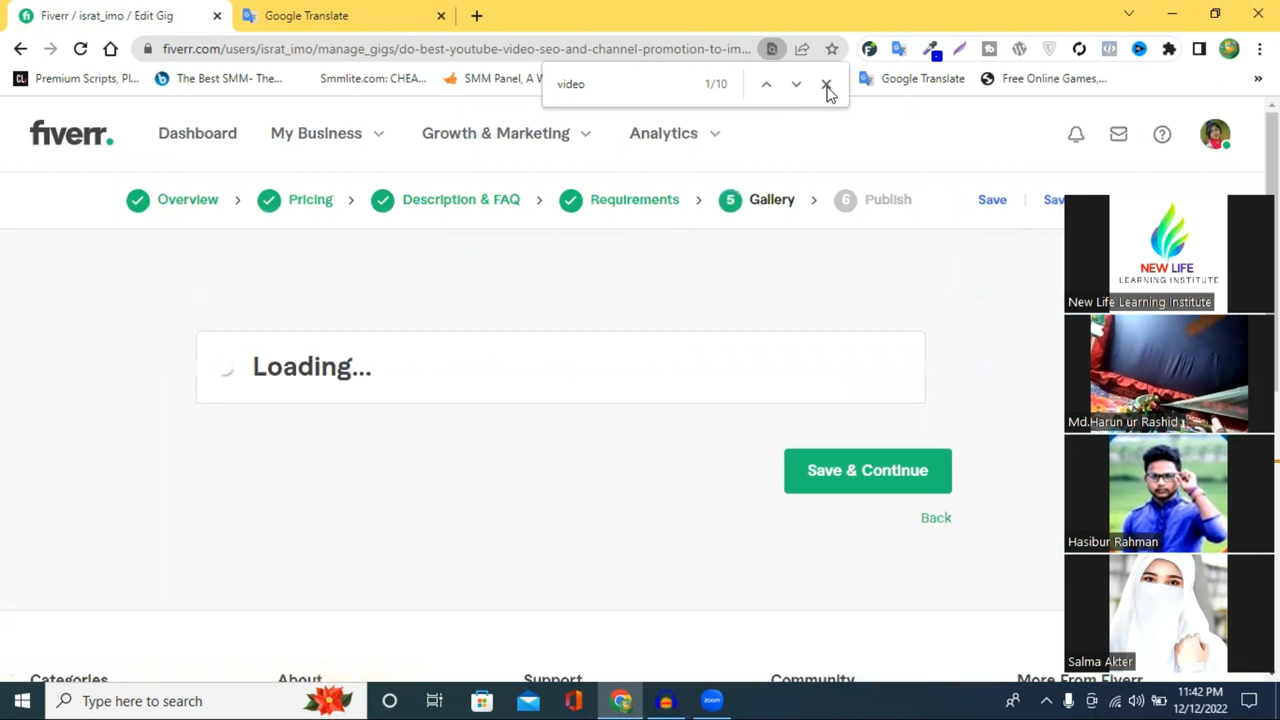 Fiverr / israt_imo / Edit Gig
Google Translate
fiverr.com/users/israt_imo/manage_gigs/do-best-youtube-video-seo-and-channel-promotion-to-im...
Premium Scripts, Pl...
The Best SMM- The...
Smmlite.com: CHEA...
SMM Panel, A W
video
1/10
Google Translate
Free Online Games,...
fiverr.
Dashboard
My Business
Growth & Marketing
Analytics
Overview
Pricing
Description & FAQ
Requirements
5 Gallery
6 Publish
Save
Sav
NEW LIFE
LEARNING INSTITUTE
New Life Learning Institute
Loading...
Md.Harun ur Rashid
Save & Continue
Back
Hasibur Rahman
Salma Akter
Categories
About
Support
Community
More From Fiverr
Type here to search
zoom
11:42 PM
12/12/2022